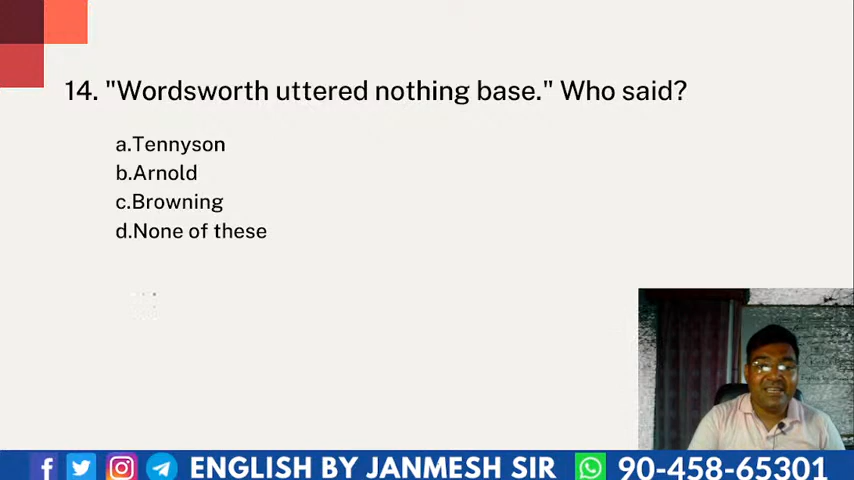 14. "Wordsworth uttered nothing base." Who said?
a.Tennyson
b.Arnold
c.Browning
d.None of these
ENGLISH BY JANMESH SIR 90-458-65301